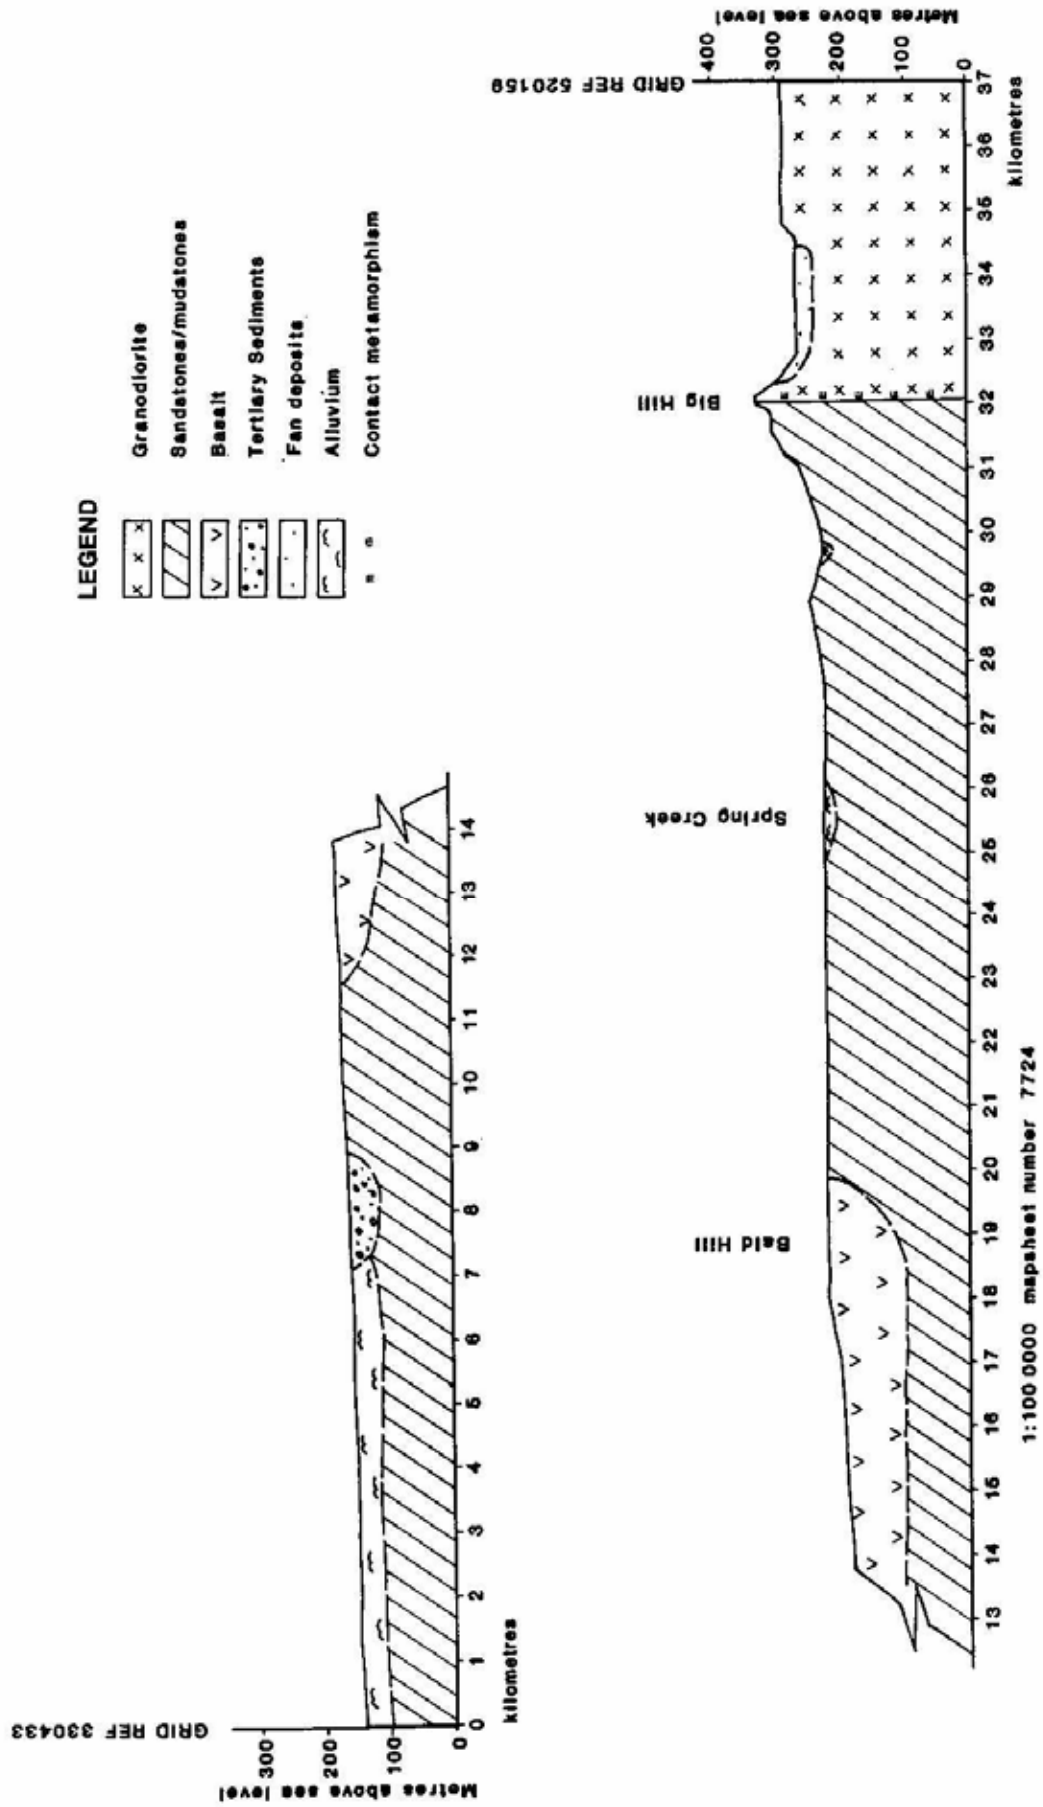 LEGEND
Granodiorite
Sandstones/mudstones
Basalt
Tertiary Sediments
Fan deposits
Alluvium
Contact metamorphism
GRID REF 330433
Metres above sea level
300
200
100
0
0 1 2 3 4 5 6 7 8 9 10 11 12 13 14
kilometres
Bald Hill
Spring Creek
Big Hill
GRID REF 520159
Metres above sea level
400
300
200
100
0
13 14 15 16 17 18 19 20 21 22 23 24 25 26 27 28 29 30 31 32 33 34 35 36 37
kilometres
1:100 0000 mapsheet number 7724